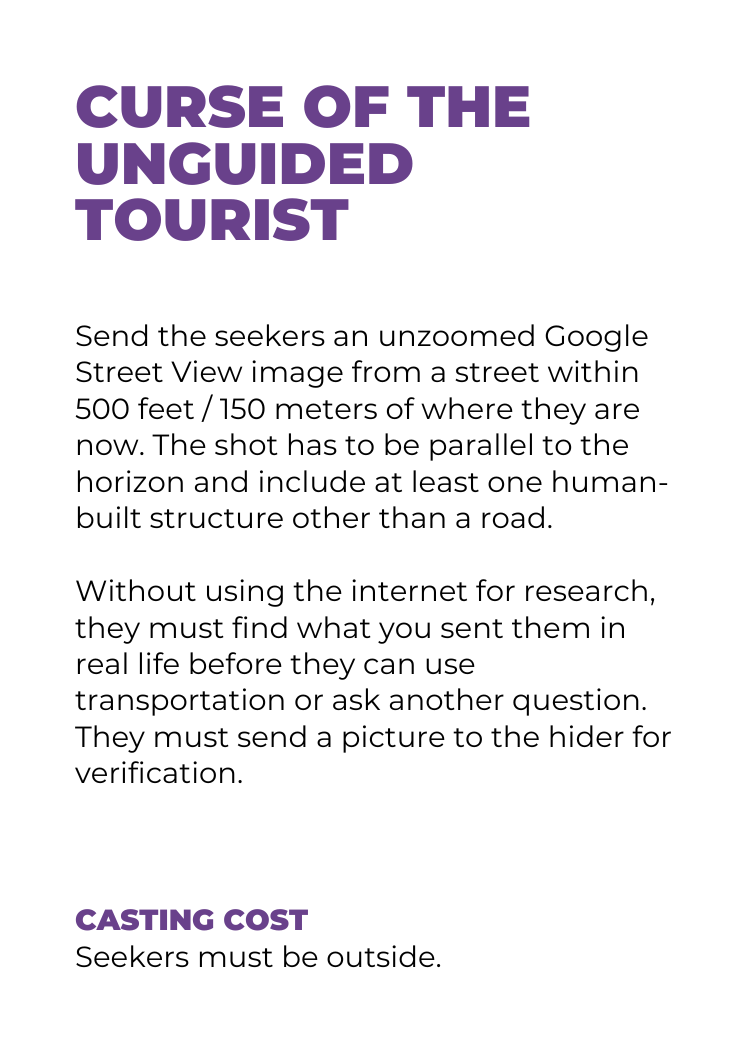 CURSE OF THE
UNGUIDED
TOURIST
Send the seekers an unzoomed Google
Street View image from a street within
500 feet / 150 meters of where they are
now. The shot has to be parallel to the
horizon and include at least one human-
built structure other than a road.
Without using the internet for research,
they must find what you sent them in
real life before they can use
transportation or ask another question.
They must send a picture to the hider for
verification.
CASTING COST
Seekers must be outside.